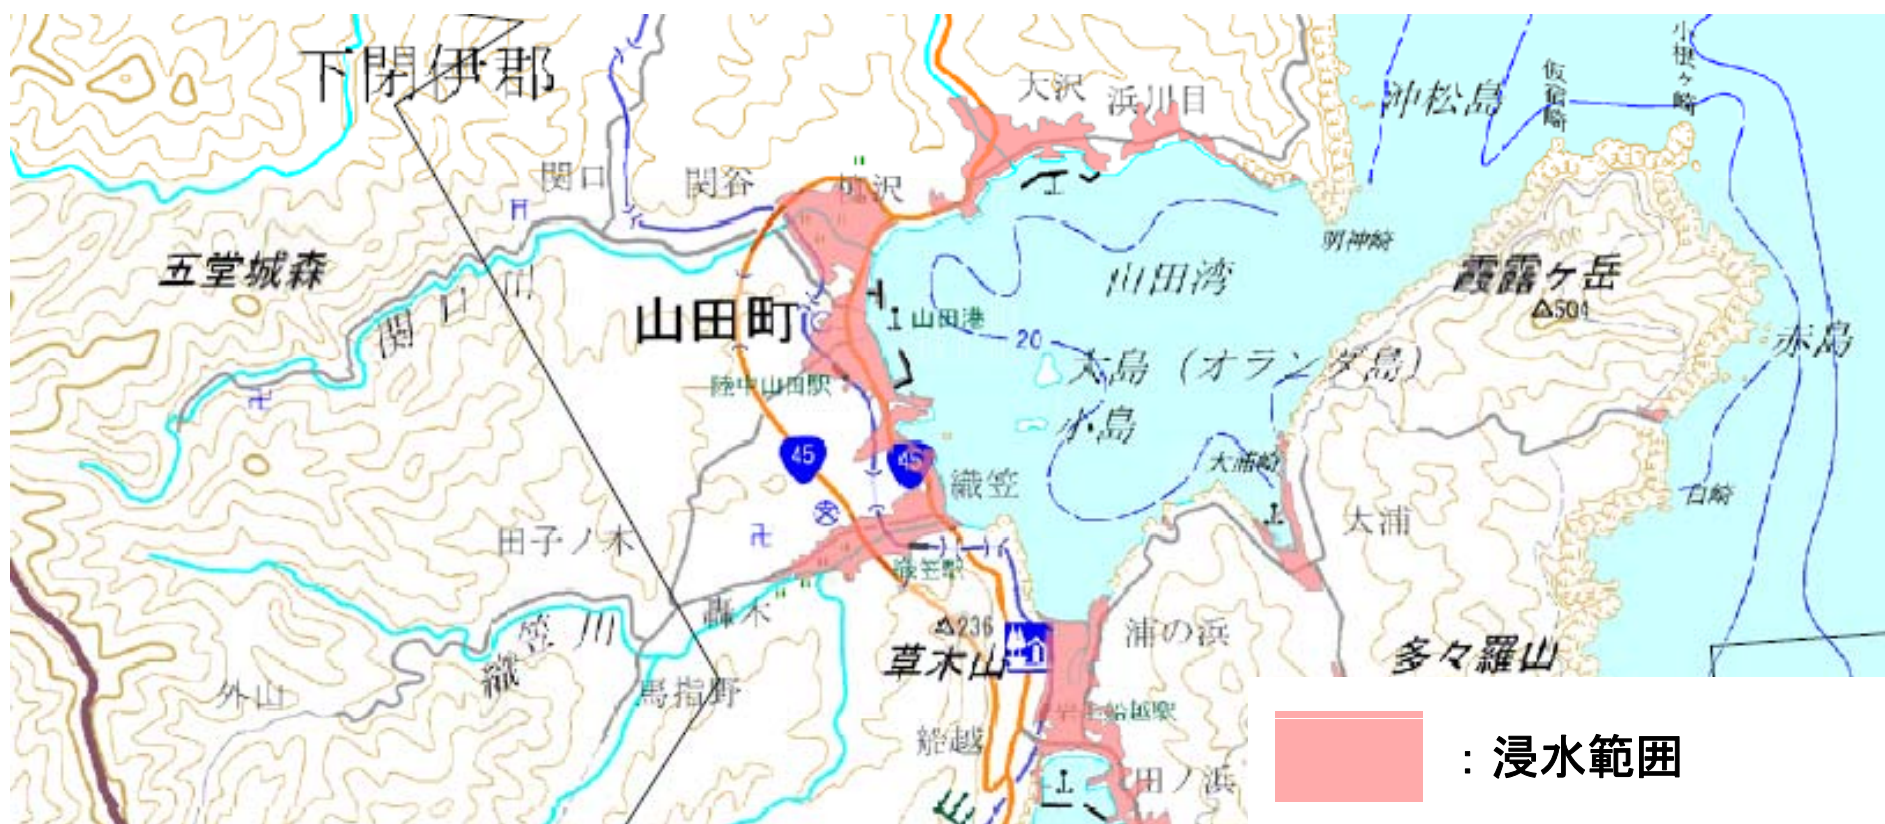 下閉伊郡
大沢
浜川目
沖松島
仮宿崎
小根ヶ崎
関口
関谷
柳沢
五堂城森
関口川
山田湾
明神崎
霞露ヶ岳
504
300
山田町
山田港
20
大島（オランダ島）
小島
赤島
陸中山田駅
45
45
織笠
大浦崎
大浦
白崎
田子ノ木
織笠駅
轟木
236
草木山
浦の浜
多々羅山
織笠川
外山
馬指野
岩手船越駅
船越
田ノ浜
：浸水範囲